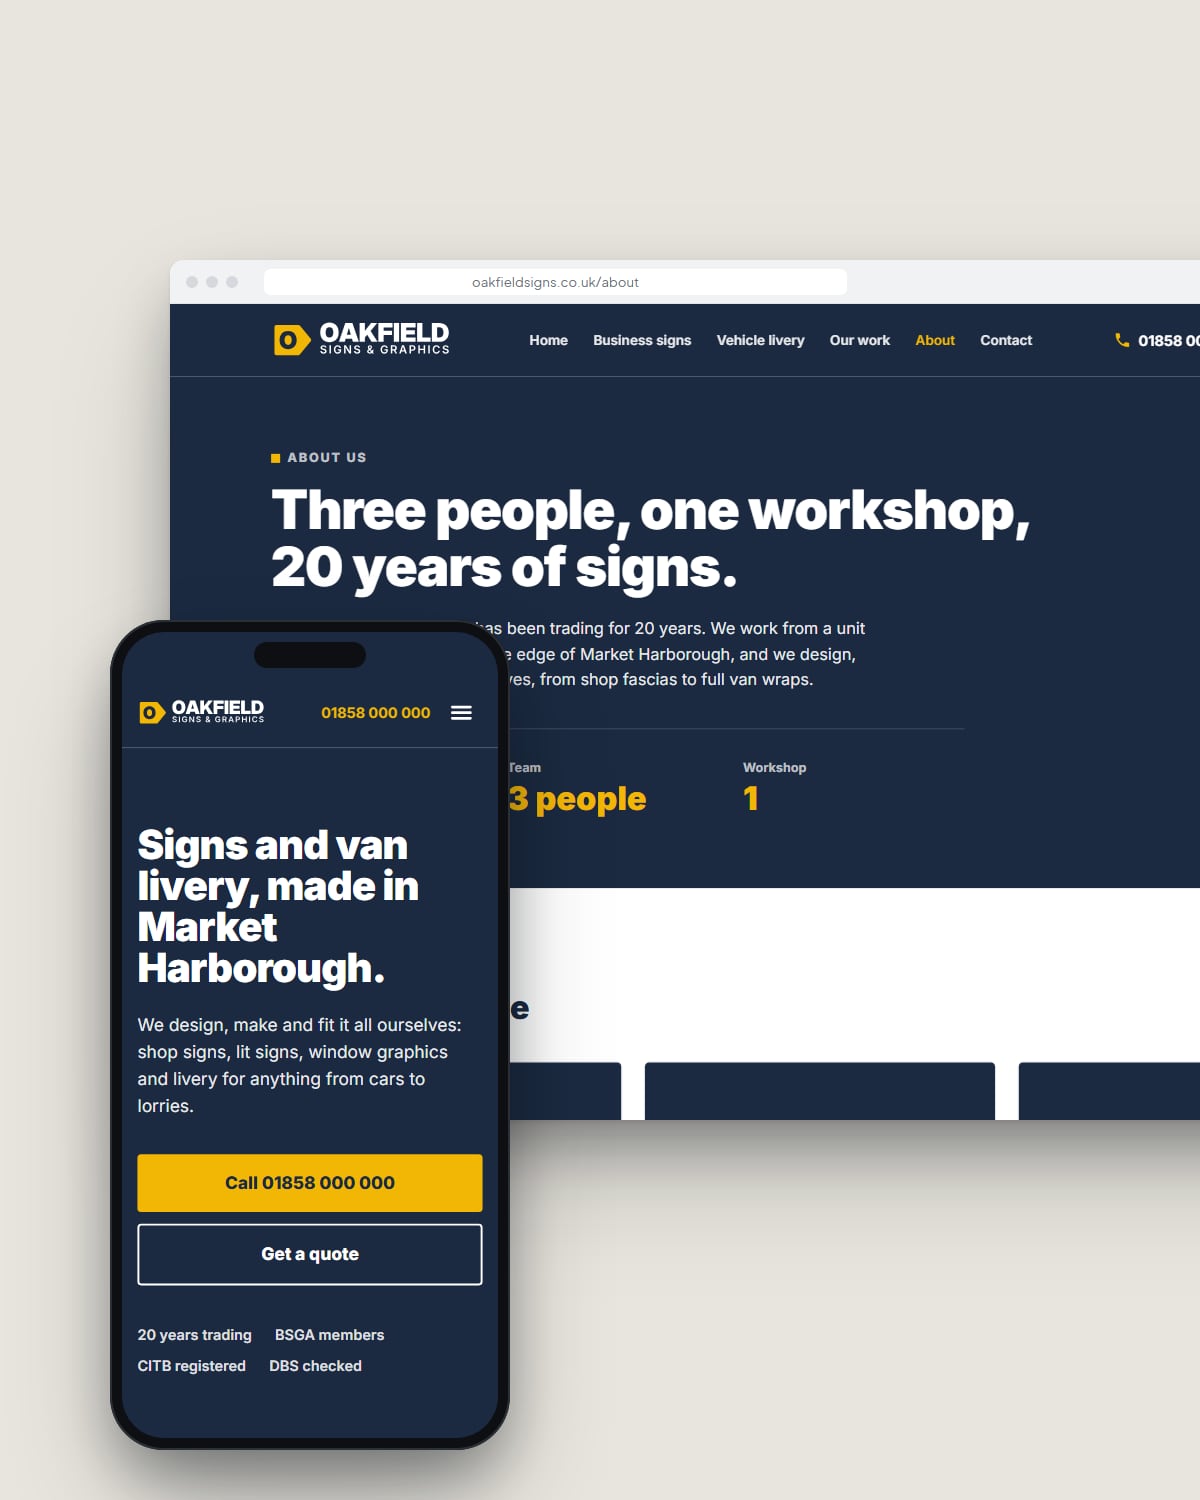 oakfieldsigns.co.uk/about
OAKFIELD
SIGNS & GRAPHICS
Home Business signs Vehicle livery Our work About Contact
01858
ABOUT US
Three people, one workshop,
20 years of signs.
has been trading for 20 years. We work from a unit
edge of Market Harborough, and we design,
from shop fascias to full van wraps.
Team
3 people
Workshop
1
OAKFIELD
SIGNS & GRAPHICS
01858 000 000
Signs and van
livery, made in
Market
Harborough.
We design, make and fit it all ourselves:
shop signs, lit signs, window graphics
and livery for anything from cars to
lorries.
Call 01858 000 000
Get a quote
20 years trading BSGA members
CITB registered DBS checked